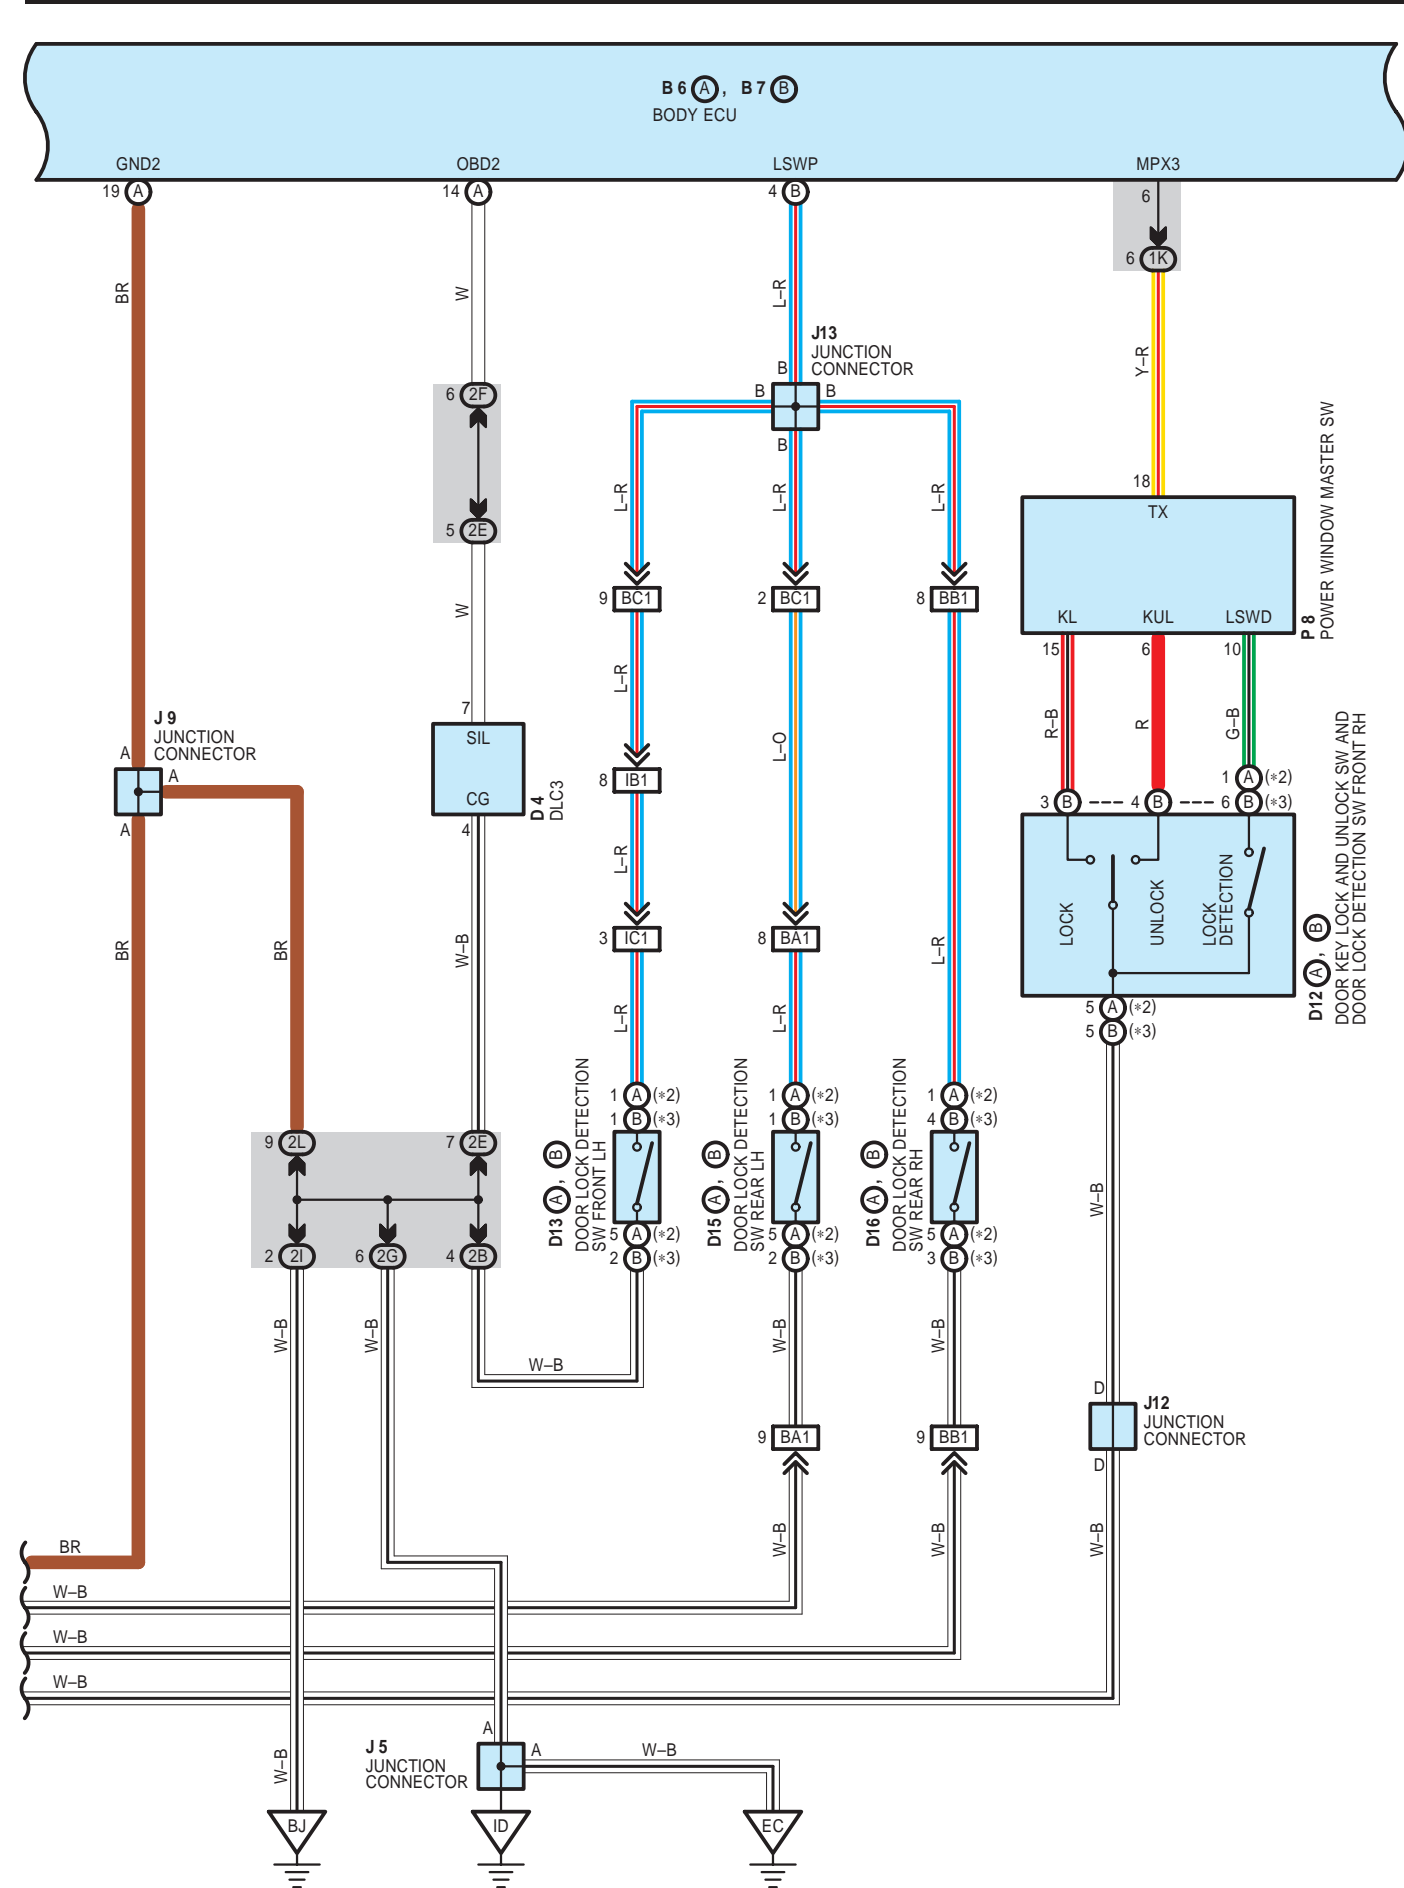 B 6 A , B 7 B
BODY ECU
GND2 OBD2 LSWP MPX3
19 A 14 A 4 B 6
6 1K
BR W L–R Y–R
J13
JUNCTION
CONNECTOR
B
B B
B
6 2F
5 2E
L–R L–R L–R
18
TX
KL KUL LSWD
P 8
POWER WINDOW MASTER SW
9 BC1 2 BC1 8 BB1
W
15 6 10
L–R
R–B R G–B
L–O
7
SIL
CG
4
D 4
DLC3
J 9
JUNCTION
CONNECTOR
A
A
A
8 IB1
1 A (*2)
3 B 4 B 6 B (*3)
LOCK
UNLOCK
LOCK
DETECTION
D12 A , B
DOOR KEY LOCK AND UNLOCK SW AND
DOOR LOCK DETECTION SW FRONT RH
L–R
3 IC1 8 BA1
BR BR W–B L–R
L–R L–R
5 A (*2)
5 B (*3)
1 A (*2) 1 A (*2) 1 A (*2)
1 B (*3) 1 B (*3) 4 B (*3)
D13 A , B
DOOR LOCK DETECTION
SW FRONT LH
D15 A , B
DOOR LOCK DETECTION
SW REAR LH
D16 A , B
DOOR LOCK DETECTION
SW REAR RH
9 2L 7 2E
W–B
5 A (*2) 5 A (*2) 5 A (*2)
2 B (*3) 2 B (*3) 3 B (*3)
2 2I 6 2G 4 2B
W–B W–B W–B W–B
W–B
D
J12
JUNCTION
CONNECTOR
D
9 BA1 9 BB1
W–B W–B W–B
BR
W–B
W–B
W–B
A
J 5
JUNCTION
CONNECTOR
A W–B
W–B
BJ ID EC